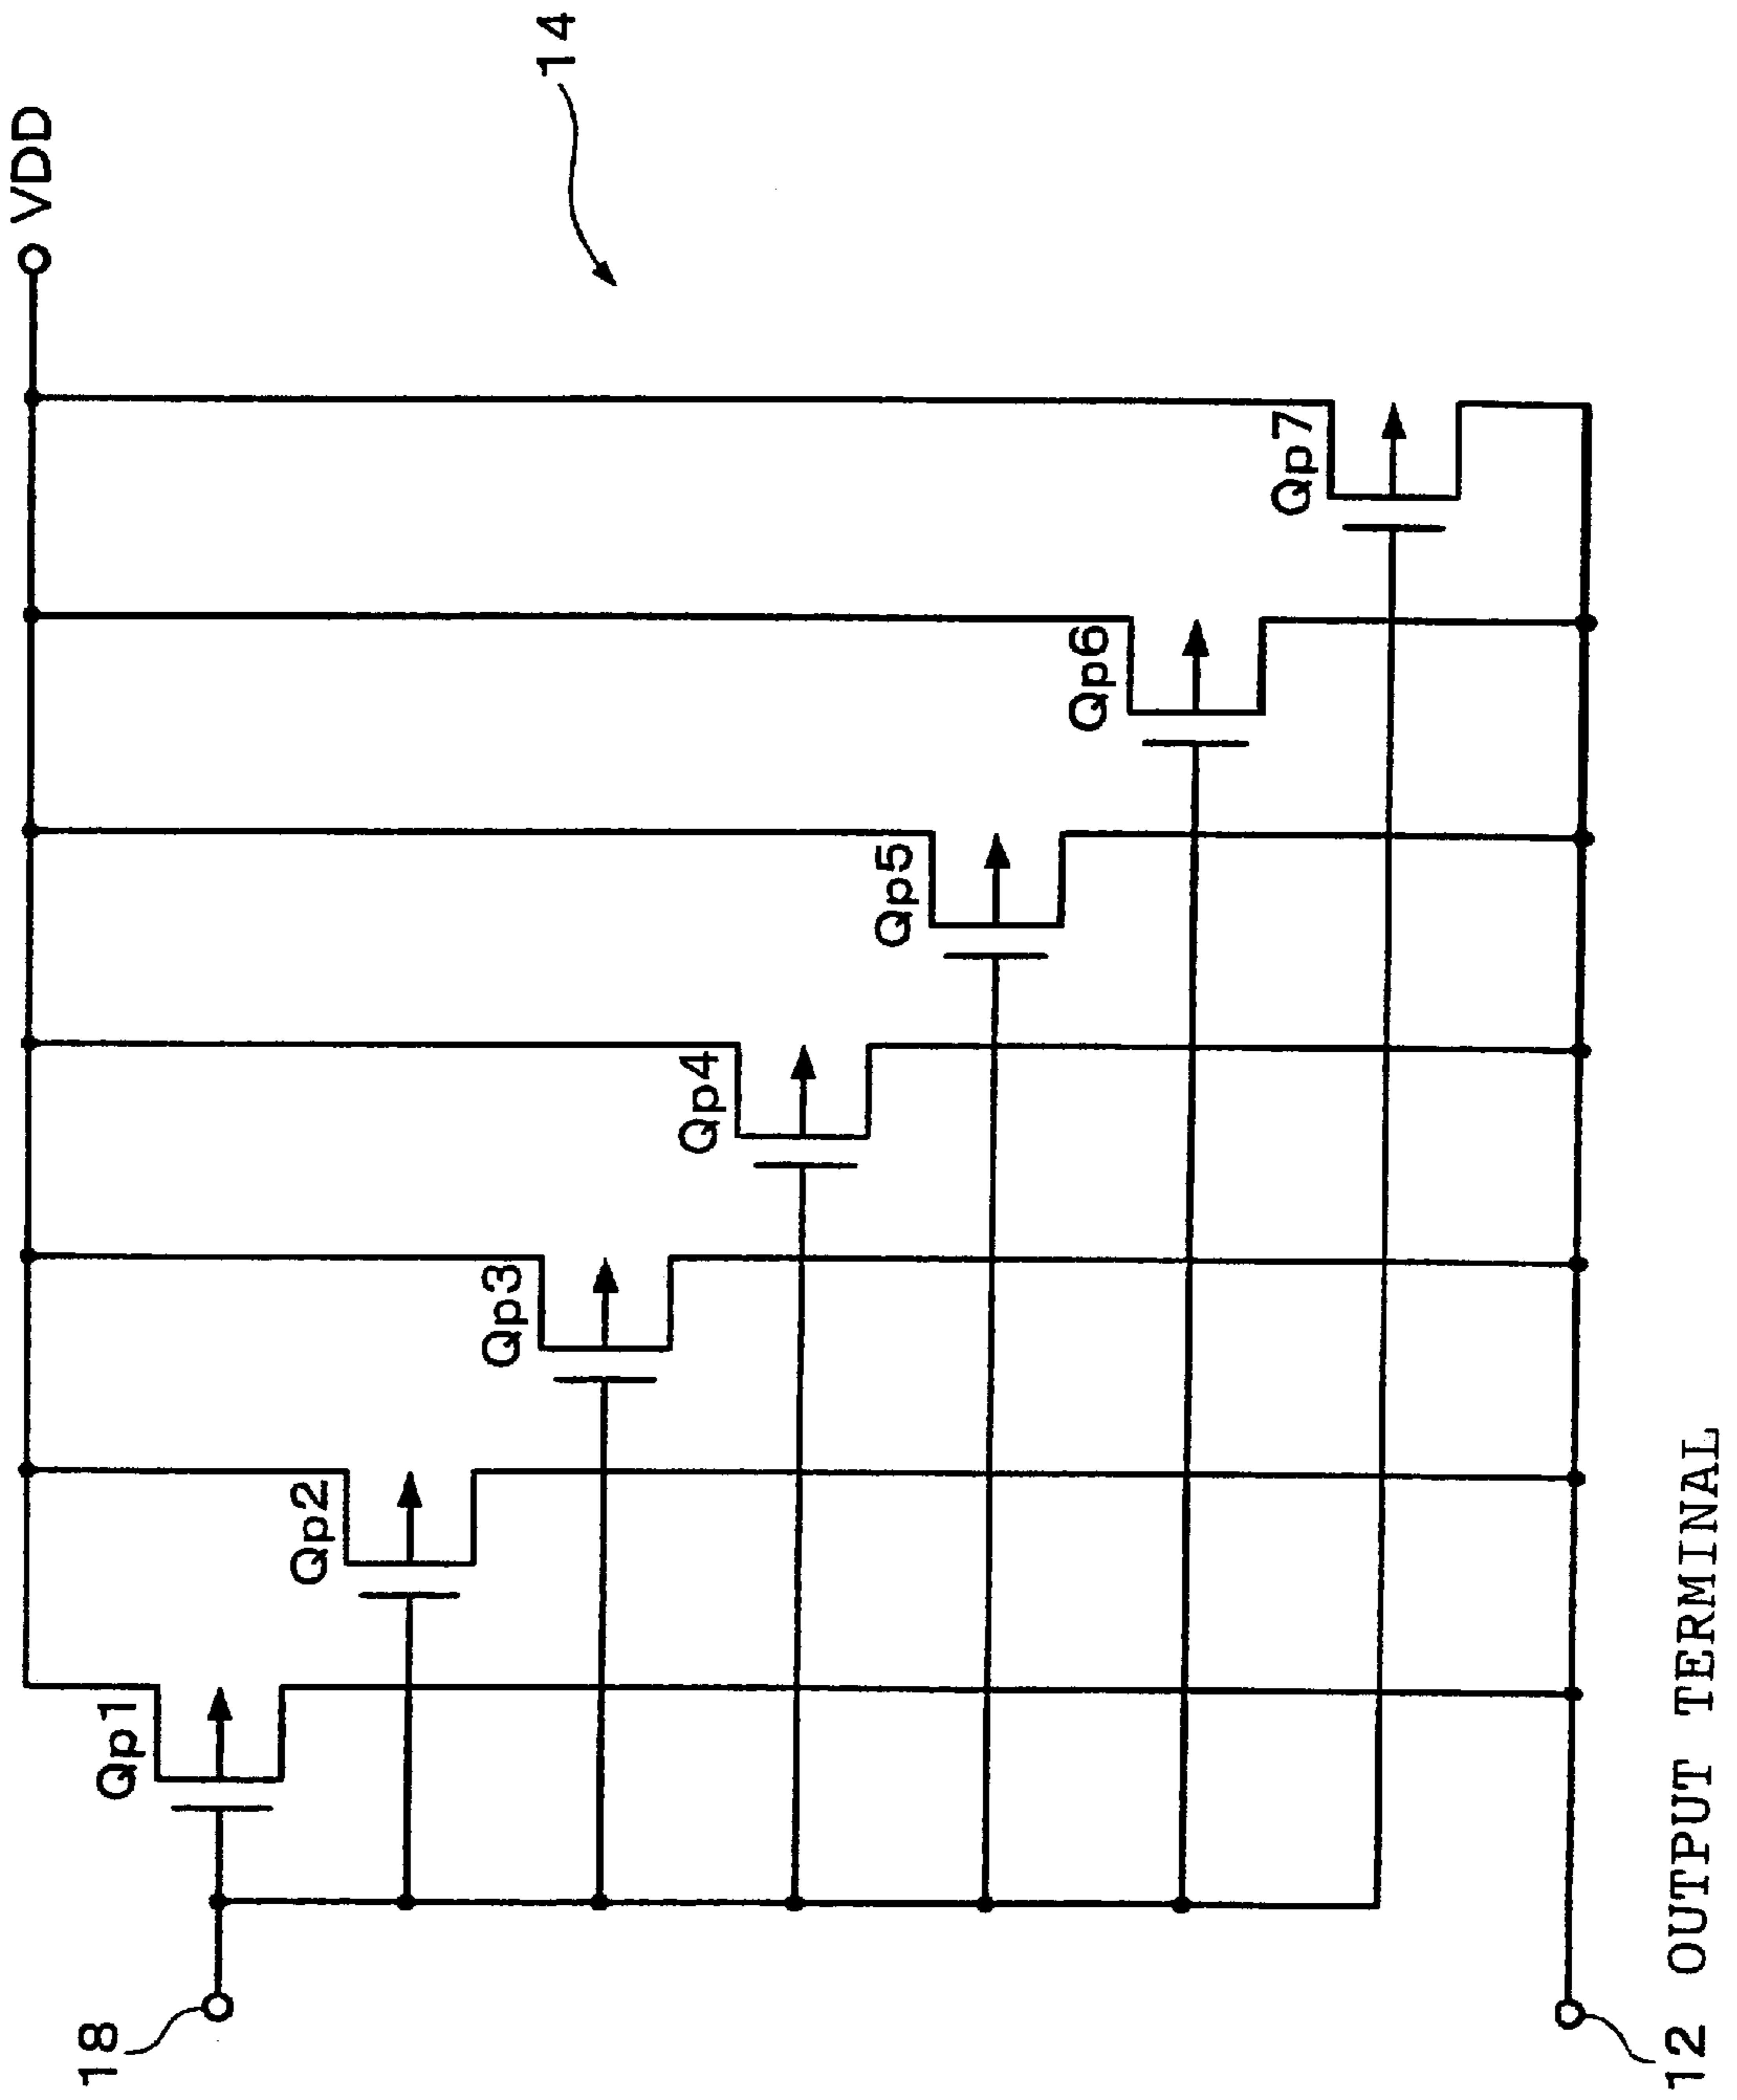 14
VDD
Qp1
Qp2
Qp3
Qp4
Qp5
Qp6
Qp7
18
12 OUTPUT TERMINAL